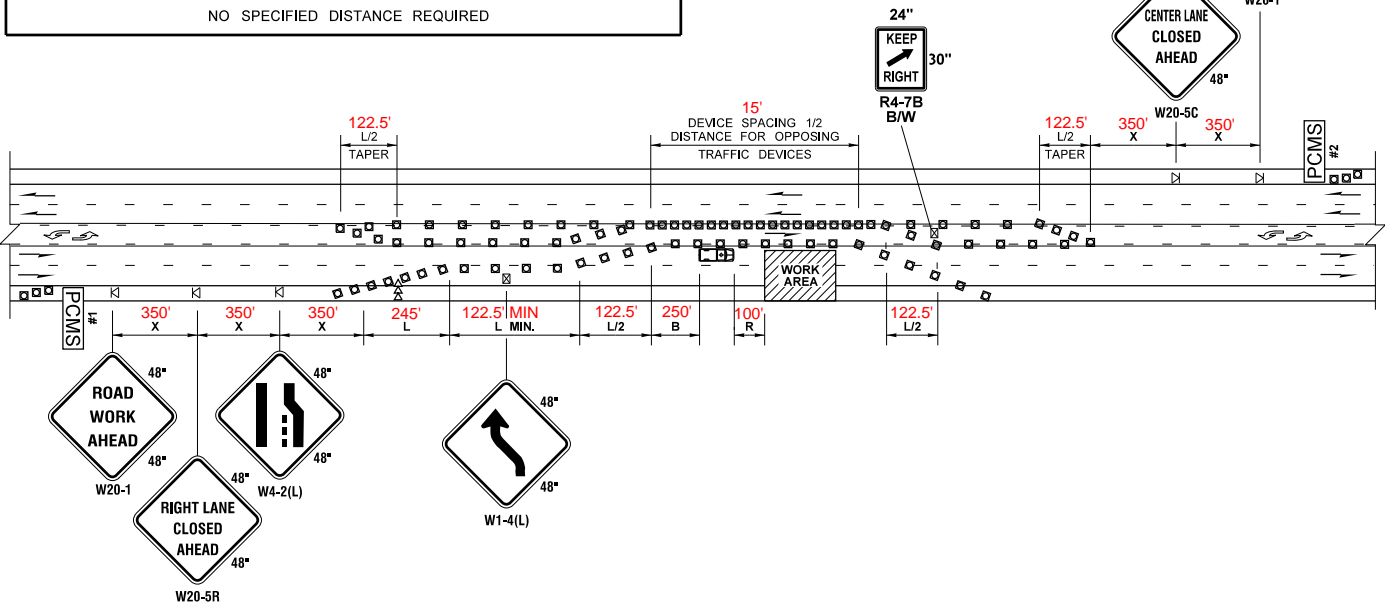 NO SPECIFIED DISTANCE REQUIRED
24"
KEEP
RIGHT
30"
R4-7B
B/W
CENTER LANE
CLOSED
AHEAD
48"
W20-5C
122.5'
L/2
TAPER
15'
DEVICE SPACING 1/2
DISTANCE FOR OPPOSING
TRAFFIC DEVICES
122.5'
L/2
TAPER
350'
X
350'
X
PCMS
#2
WORK
AREA
PCMS
#1
350'
X
350'
X
350'
X
245'
L
122.5' MIN
L MIN.
122.5'
L/2
250'
B
100'
R
122.5'
L/2
ROAD
WORK
AHEAD
48"
48"
W20-1
RIGHT LANE
CLOSED
AHEAD
48"
48"
W20-5R
48"
48"
W4-2(L)
48"
48"
W1-4(L)